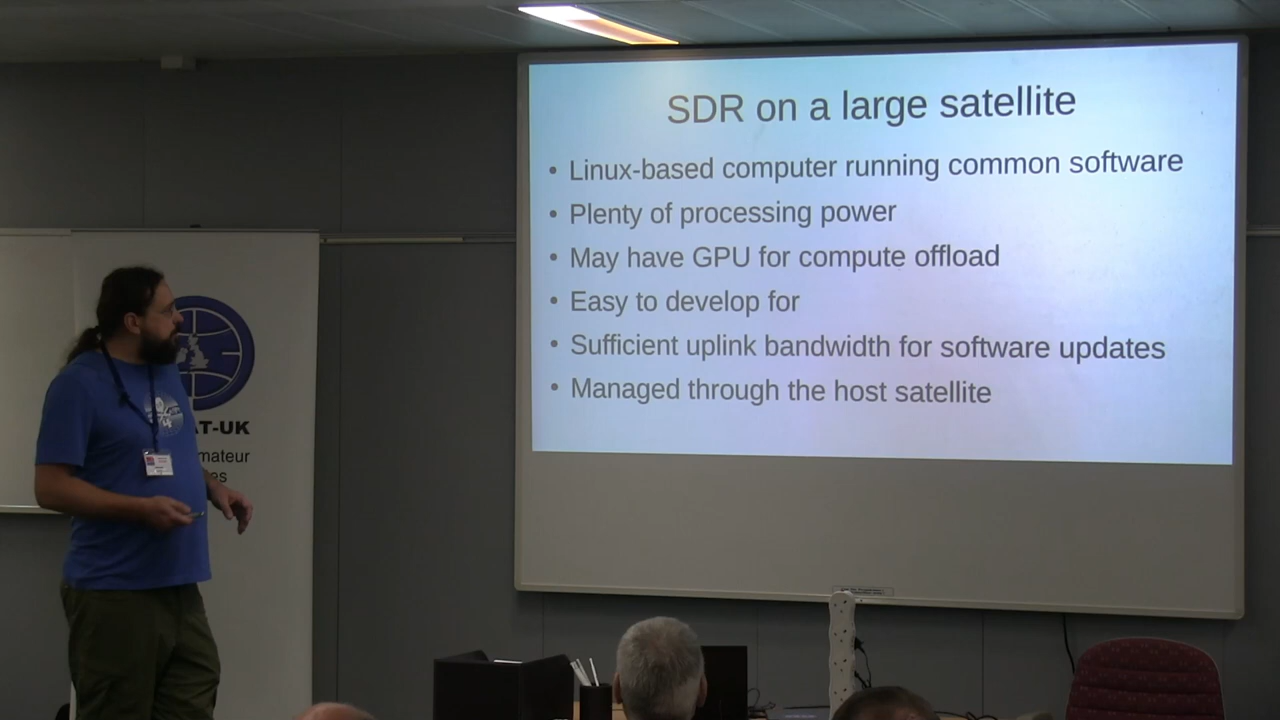 SDR on a large satellite
• Linux-based computer running common software
• Plenty of processing power
• May have GPU for compute offload
• Easy to develop for
• Sufficient uplink bandwidth for software updates
• Managed through the host satellite
AT-UK
mateur
es